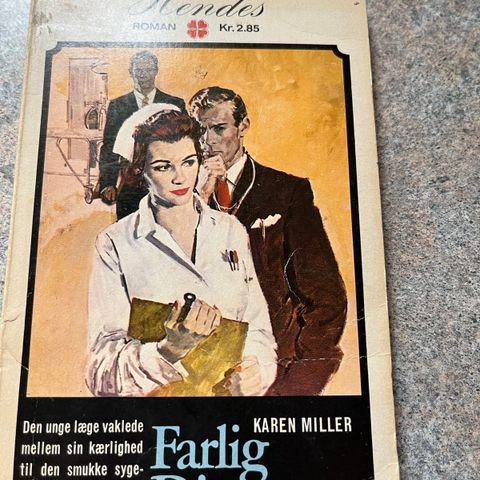 Hendes
ROMAN Kr. 2.85
Den unge læge vaklede
mellem sin kærlighed
til den smukke syge-
KAREN MILLER
Farlig